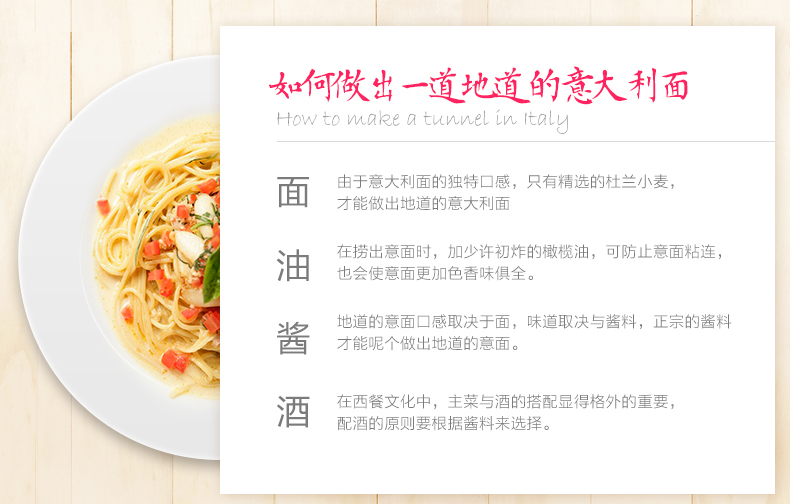 如何做出一道地道的意大利面
How to make a tunnel in Italy
面
由于意大利面的独特口感，只有精选的杜兰小麦，
才能做出地道的意大利面
油
在捞出意面时，加少许初炸的橄榄油，可防止意面粘连，
也会使意面更加色香味俱全。
酱
地道的意面口感取决于面，味道取决与酱料，正宗的酱料
才能呢个做出地道的意面。
酒
在西餐文化中，主菜与酒的搭配显得格外的重要，
配酒的原则要根据酱料来选择。